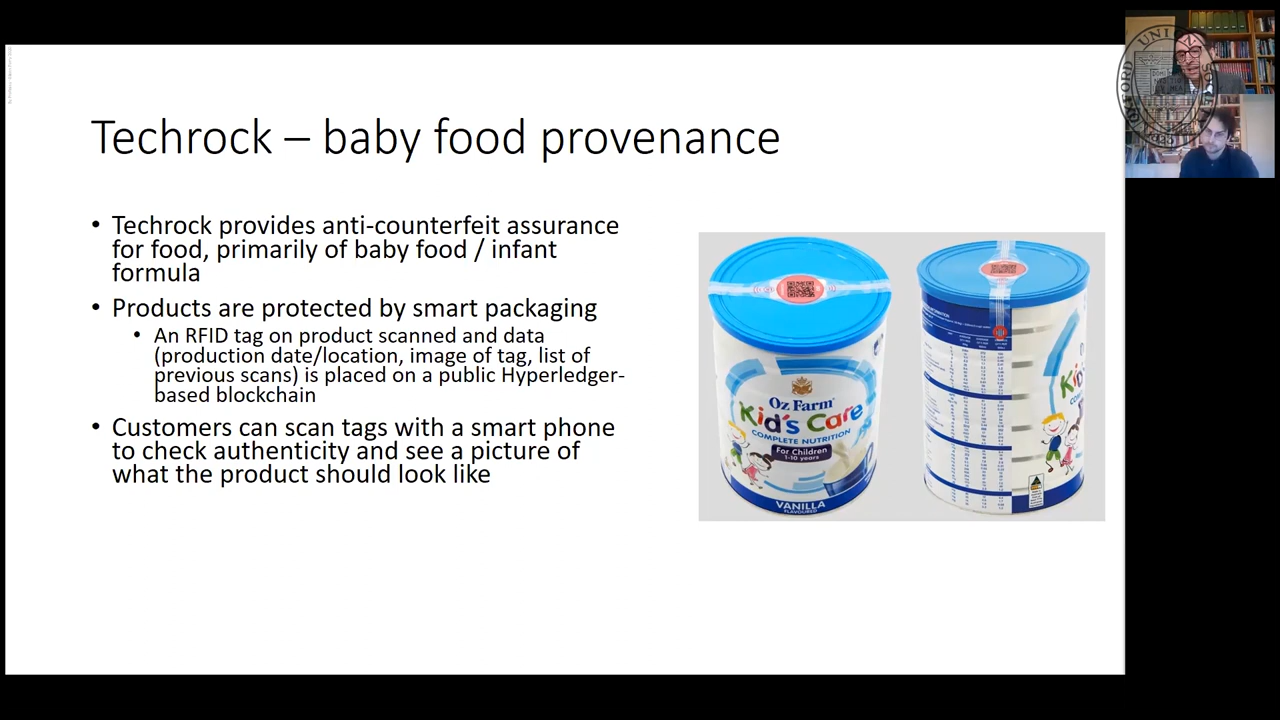 Techrock – baby food provenance
• Techrock provides anti-counterfeit assurance
for food, primarily of baby food / infant
formula
• Products are protected by smart packaging
• An RFID tag on product scanned and data
(production date/location, image of tag, list of
previous scans) is placed on a public Hyperledger-
based blockchain
• Customers can scan tags with a smart phone
to check authenticity and see a picture of
what the product should look like
Oz Farm
Kid's Care
COMPLETE NUTRITION
For Children
1-10 years
VANILLA
FLAVOURED
Kid's